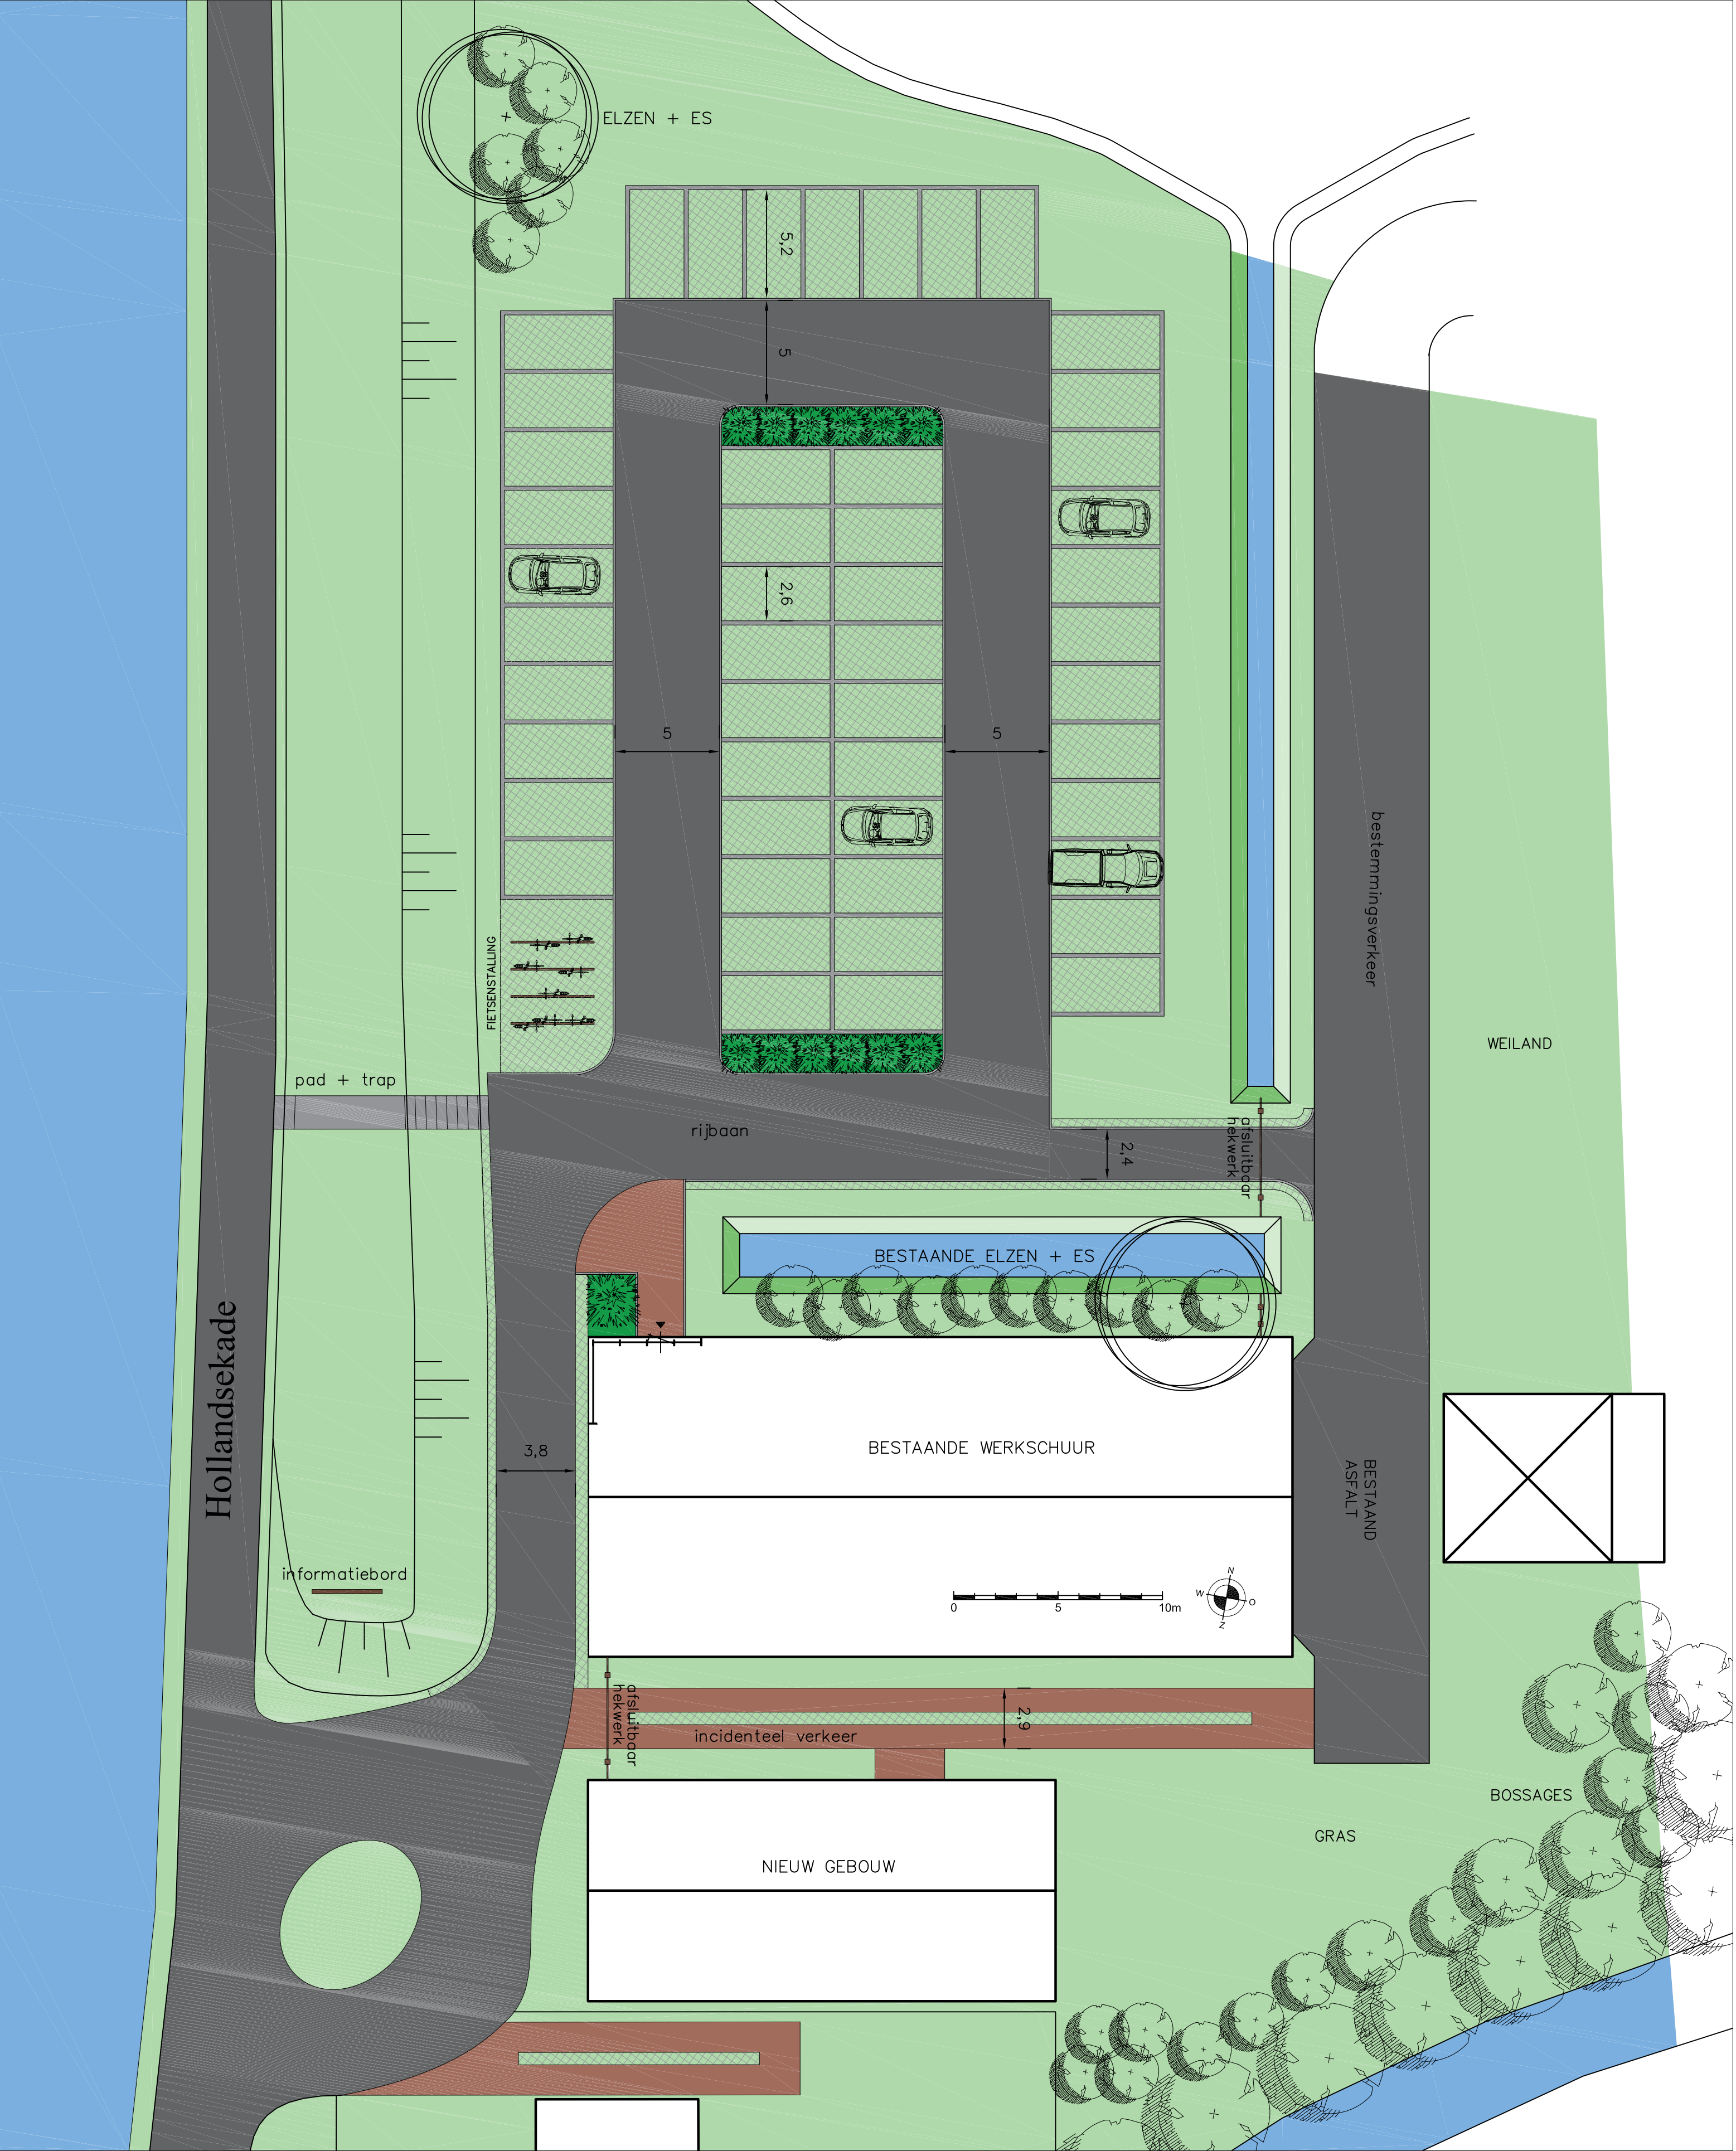 ELZEN + ES
5,2
5
2,6
5
5
bestemmingsverkeer
FIETSENSTALLING
WEILAND
pad + trap
rijbaan
2,4
afsluitbaar
hekwerk
BESTAANDE ELZEN + ES
Hollandsekade
3,8
BESTAANDE WERKSCHUUR
BESTAAND
ASFALT
informatiebord
N
W
O
Z
0 5 10m
afsluitbaar
hekwerk
2,9
incidenteel verkeer
BOSSAGES
GRAS
NIEUW GEBOUW